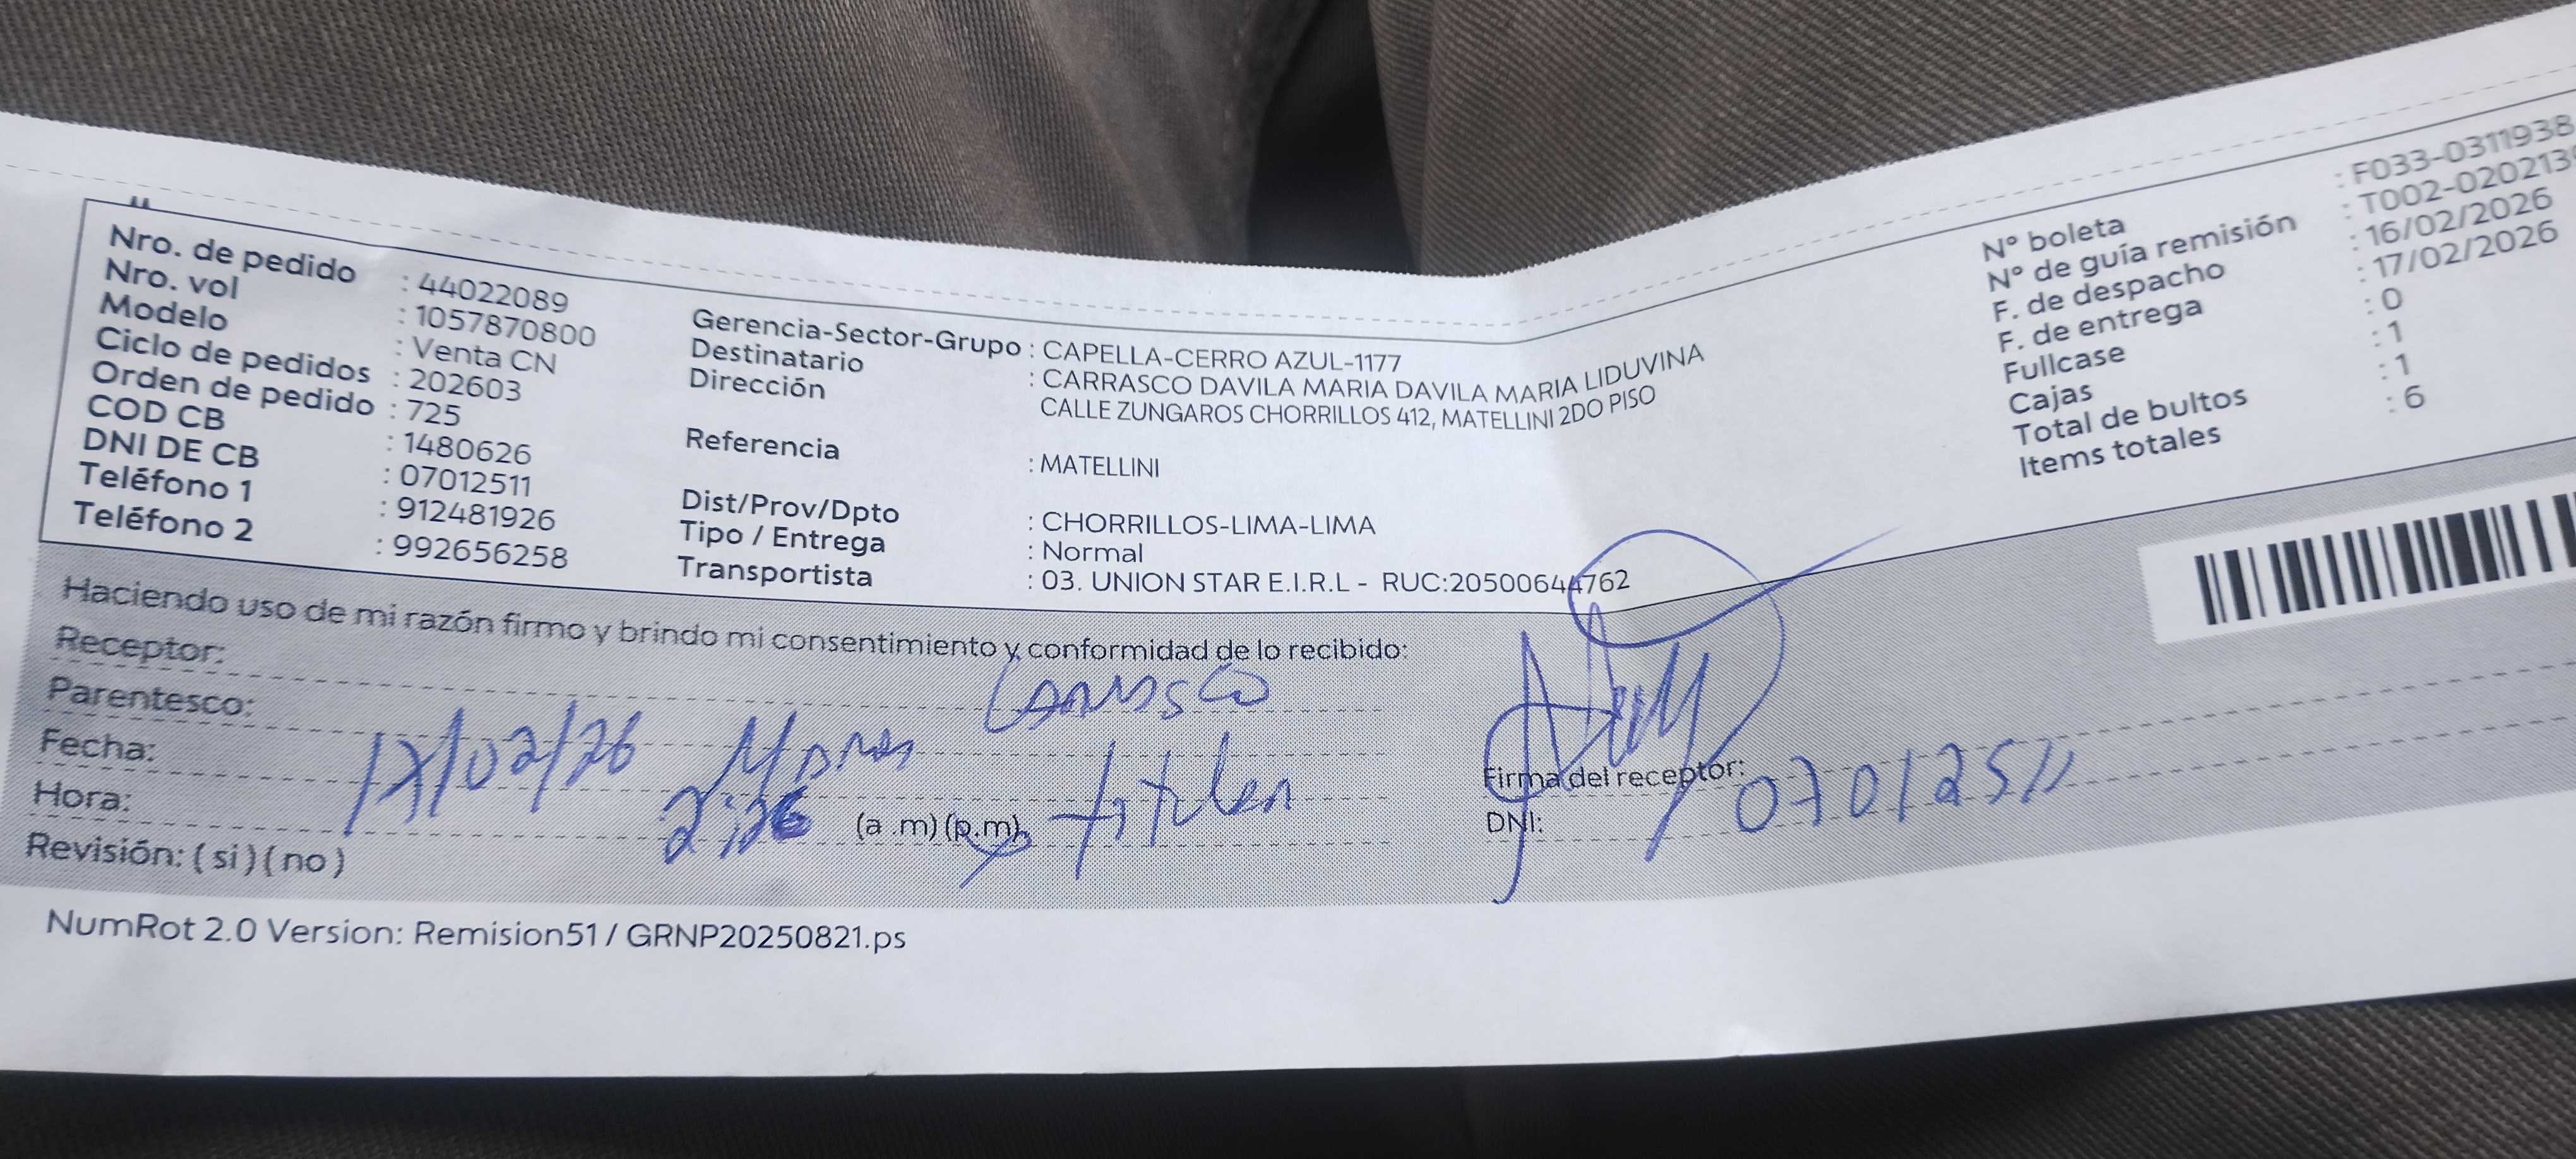 Nro. de pedido : 44022089
Nro. vol : 1057870800
Modelo : Venta CN
Ciclo de pedidos : 202603
Orden de pedido : 725
COD CB : 1480626
DNI DE CB : 07012511
Teléfono 1 : 912481926
Teléfono 2 : 992656258
Gerencia-Sector-Grupo : CAPELLA-CERRO AZUL-1177
Destinatario : CARRASCO DAVILA MARIA DAVILA MARIA LIDUVINA
Dirección CALLE ZUNGAROS CHORRILLOS 412, MATELLINI 2DO PISO
Referencia : MATELLINI
Dist/Prov/Dpto : CHORRILLOS-LIMA-LIMA
Tipo / Entrega : Normal
Transportista : 03. UNION STAR E.I.R.L - RUC:20500644762
N° boleta : F033-0311938
N° de guía remisión : T002-020213
F. de despacho : 16/02/2026
F. de entrega : 17/02/2026
Fullcase : 0
Cajas : 1
Total de bultos : 1
Items totales : 6
Haciendo uso de mi razón firmo y brindo mi consentimiento y conformidad de lo recibido:
Receptor: Carrasco
Parentesco:
Fecha: 17/02/26
Hora: (a .m) (p.m) titular
Revisión: ( si ) ( no )
Firma del receptor:
DNI: 07012511
NumRot 2.0 Version: Remision51 / GRNP20250821.ps